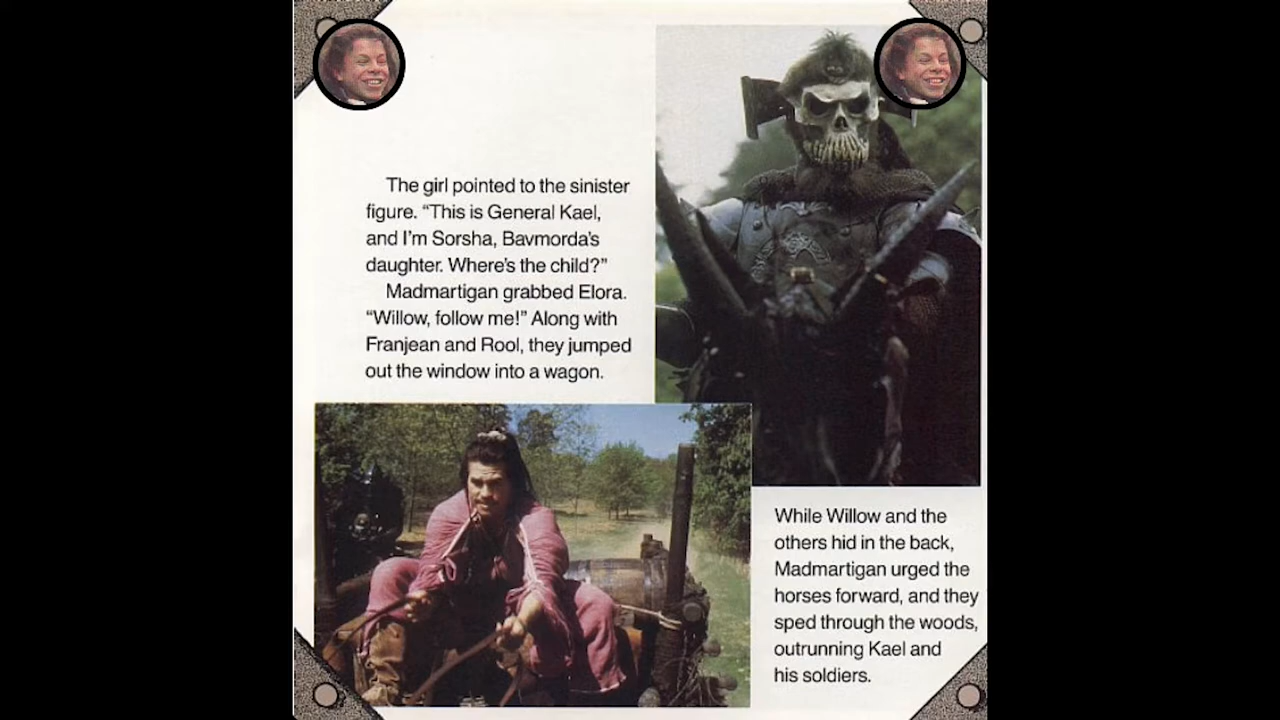 The girl pointed to the sinister
figure. “This is General Kael,
and I’m Sorsha, Bavmorda’s
daughter. Where’s the child?”
Madmartigan grabbed Elora.
“Willow, follow me!” Along with
Franjean and Rool, they jumped
out the window into a wagon.
While Willow and the
others hid in the back,
Madmartigan urged the
horses forward, and they
sped through the woods,
outrunning Kael and
his soldiers.